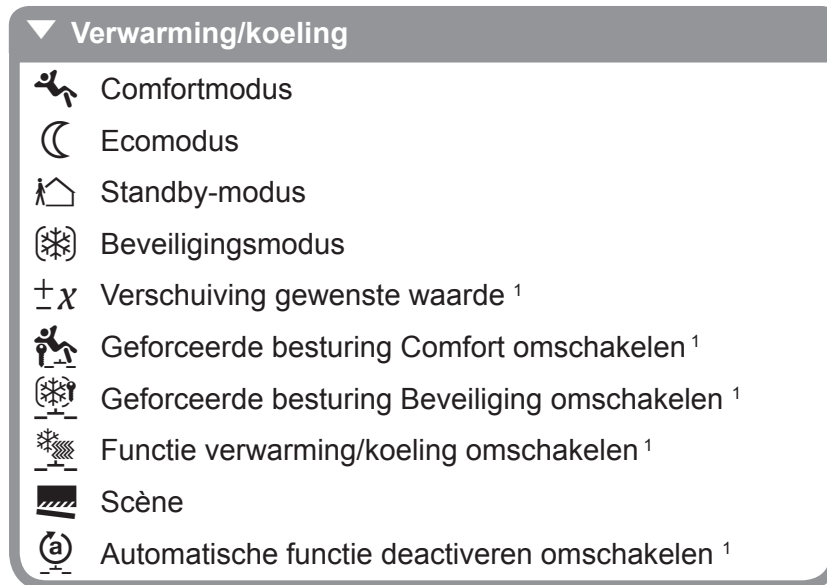 Verwarming/koeling
Comfortmodus
Ecomodus
Standby-modus
Beveiligingsmodus
±x Verschuiving gewenste waarde ¹
Geforceerde besturing Comfort omschakelen ¹
Geforceerde besturing Beveiliging omschakelen ¹
Functie verwarming/koeling omschakelen ¹
Scène
a Automatische functie deactiveren omschakelen ¹